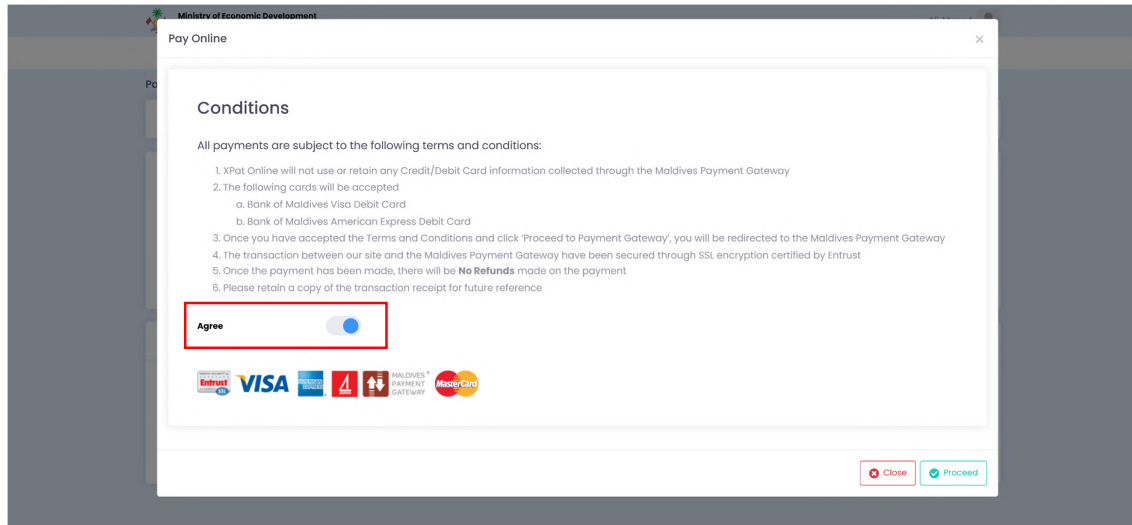 Ministry of Economic Development
Pay Online
Pa
Conditions
All payments are subject to the following terms and conditions:
1. XPat Online will not use or retain any Credit/Debit Card information collected through the Maldives Payment Gateway
2. The following cards will be accepted
a. Bank of Maldives Visa Debit Card
b. Bank of Maldives American Express Debit Card
3. Once you have accepted the Terms and Conditions and click 'Proceed to Payment Gateway', you will be redirected to the Maldives Payment Gateway
4. The transaction between our site and the Maldives Payment Gateway have been secured through SSL encryption certified by Entrust
5. Once the payment has been made, there will be No Refunds made on the payment
6. Please retain a copy of the transaction receipt for future reference
Agree
Entrust VISA MALDIVES PAYMENT GATEWAY MasterCard
Close Proceed